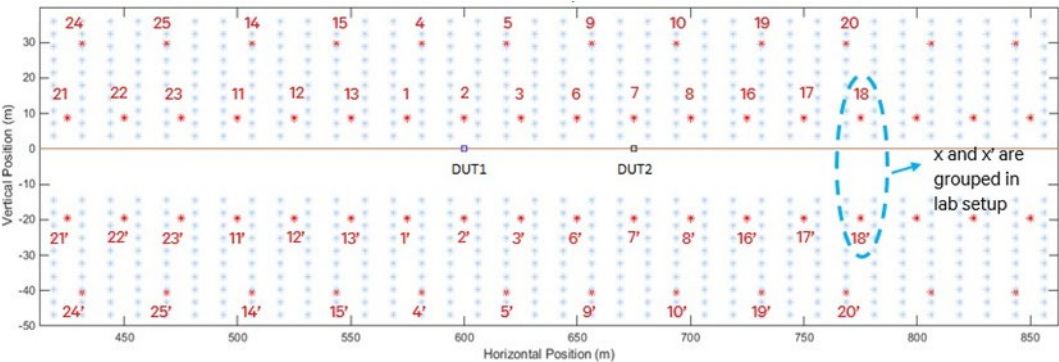 24 25 14 15 4 5 9 10 19 20
30
20
21 22 23 11 12 13 1 2 3 6 7 8 16 17 18
10
0
DUT1 DUT2
x and x' are
grouped in
lab setup
-10
-20
21' 22' 23' 11' 12' 13' 1' 2' 3' 6' 7' 8' 16' 17' 18'
-30
-40
24' 25' 14' 15' 4' 5' 9' 10' 19' 20'
-50
450 500 550 600 650 700 750 800 850
Horizontal Position (m)
Vertical Position (m)